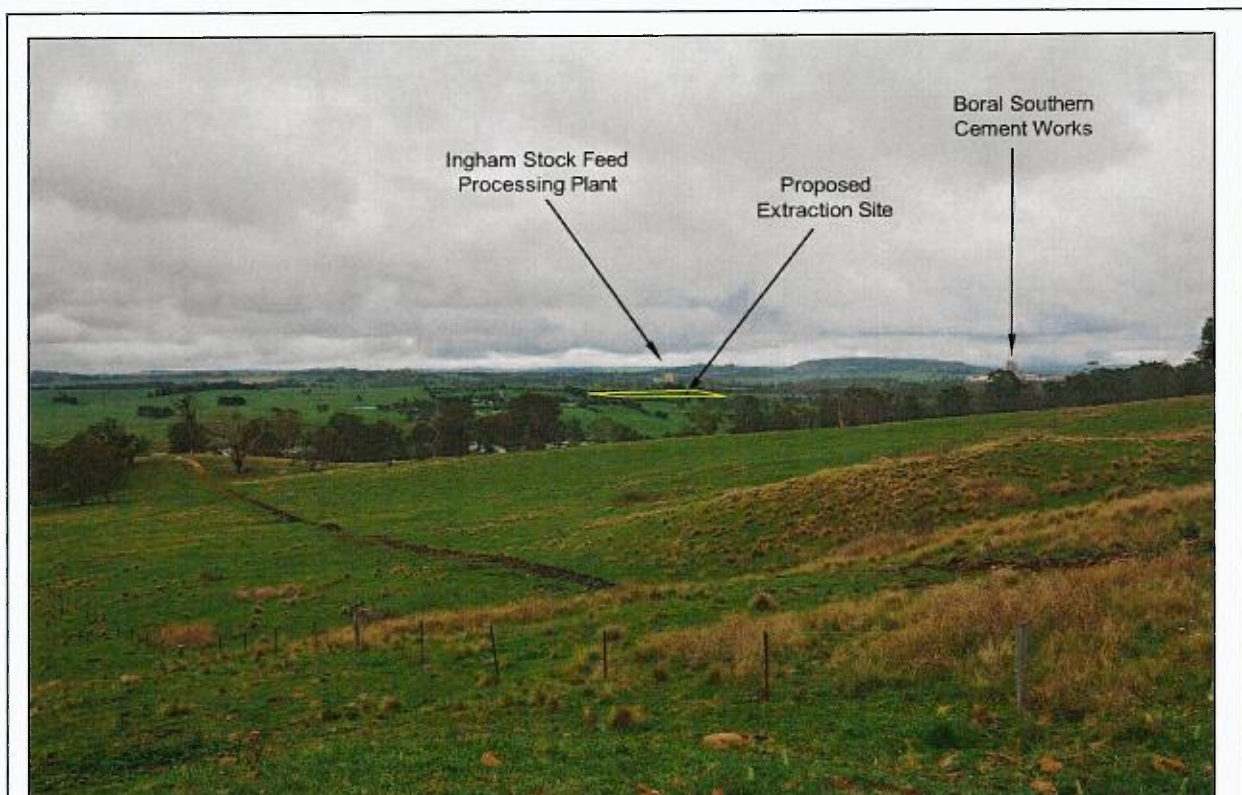 Ingham Stock Feed
Processing Plant
Proposed
Extraction Site
Boral Southern
Cement Works